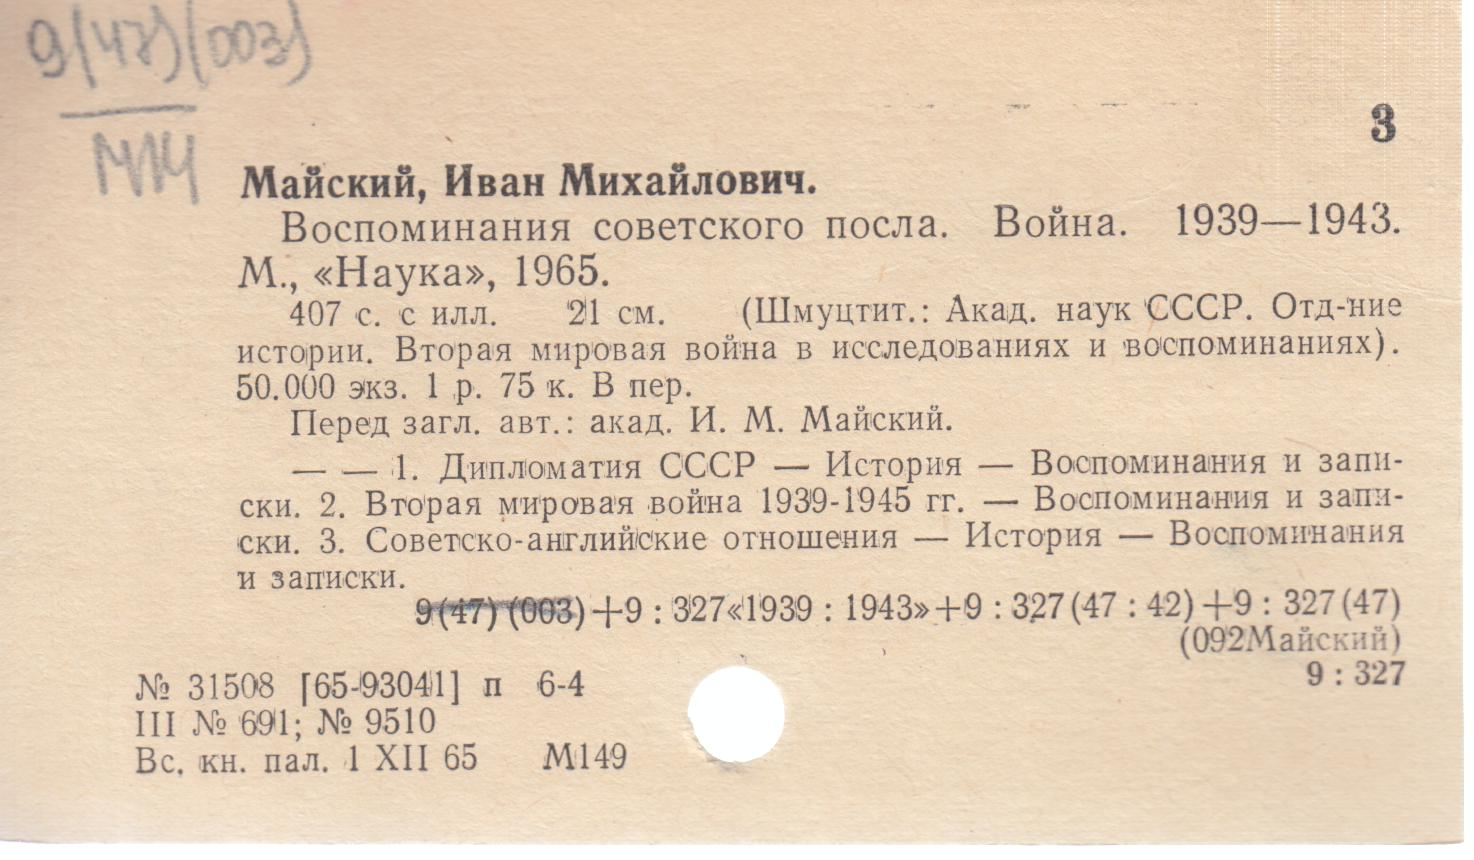 9(47)(003)
М14
3
Майский, Иван Михайлович.
Воспоминания советского посла. Война. 1939—1943.
М., «Наука», 1965.
407 с. с илл. 21 см. (Шмуцтит.: Акад. наук СССР. Отд-ние
истории. Вторая мировая война в исследованиях и воспоминаниях).
50.000 экз. 1 р. 75 к. В пер.
Перед загл. авт.: акад. И. М. Майский.
— — 1. Дипломатия СССР — История — Воспоминания и запи-
ски. 2. Вторая мировая война 1939-1945 гг. — Воспоминания и запи-
ски. 3. Советско-английские отношения — История — Воспоминания
и записки.
9(47)(003)+9 : 327«1939 : 1943»+9 : 327(47 : 42)+9 : 327(47)
(092Майский)
9 : 327
№ 31508 [65-93041] п 6-4
III № 691; № 9510
Вс. кн. пал. 1 XII 65 М149